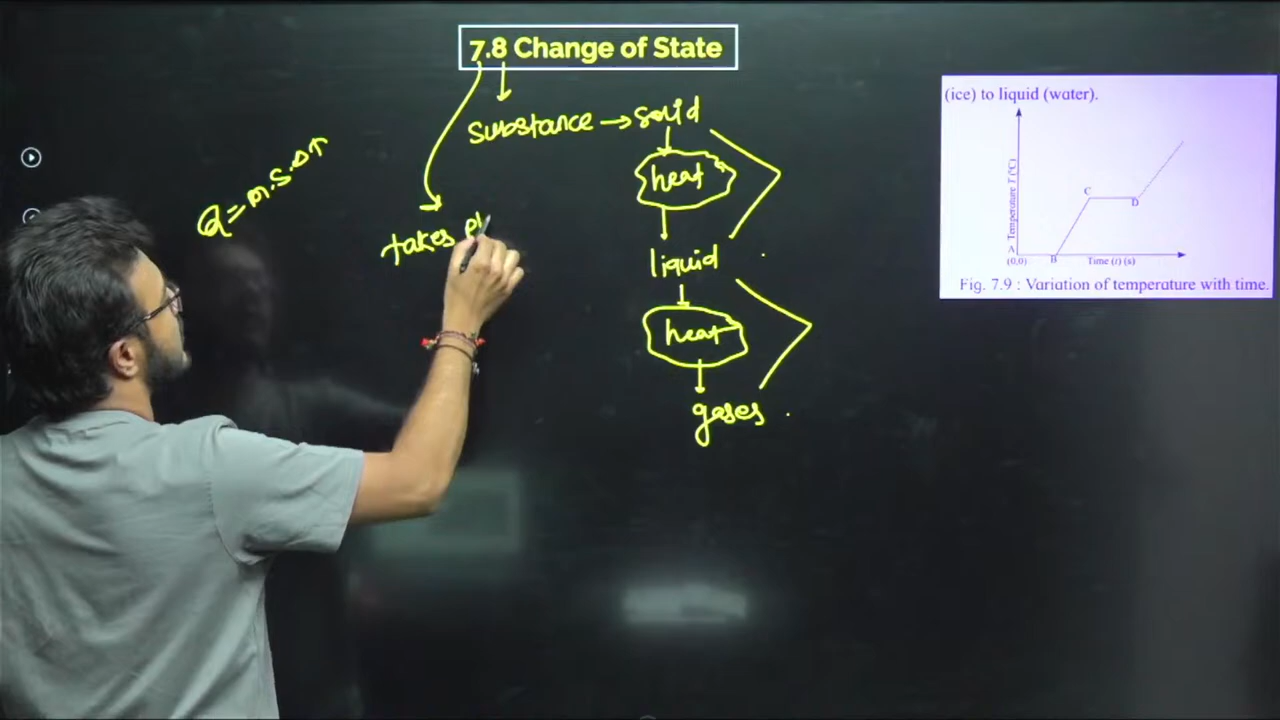 7.8 Change of State
substance → solid
heat
liquid
heat
gases
Q = m.s.ΔT
takes pl
(ice) to liquid (water).
Temperature T (°C)
C
D
A
(0,0)
B
Time (t) (s)
Fig. 7.9 : Variation of temperature with time.